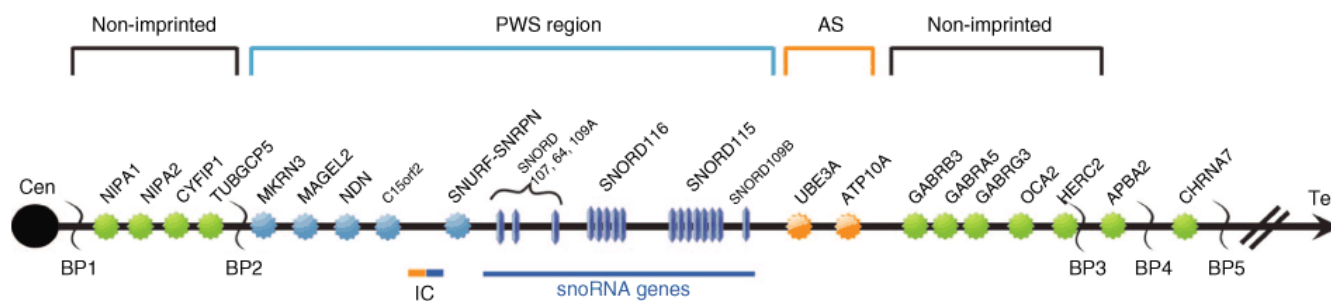 Non-imprinted PWS region AS Non-imprinted
Cen
NIPA1
NIPA2
CYFIP1
TUBGCP5
MKRN3
MAGEL2
NDN
C15orf2
SNURF-SNRPN
SNORD
107, 64, 109A
SNORD116
SNORD115
SNORD109B
UBE3A
ATP10A
GABRB3
GABRA5
GABRG3
OCA2
HERC2
APBA2
CHRNA7
Te
BP1 BP2 BP3 BP4 BP5
IC snoRNA genes